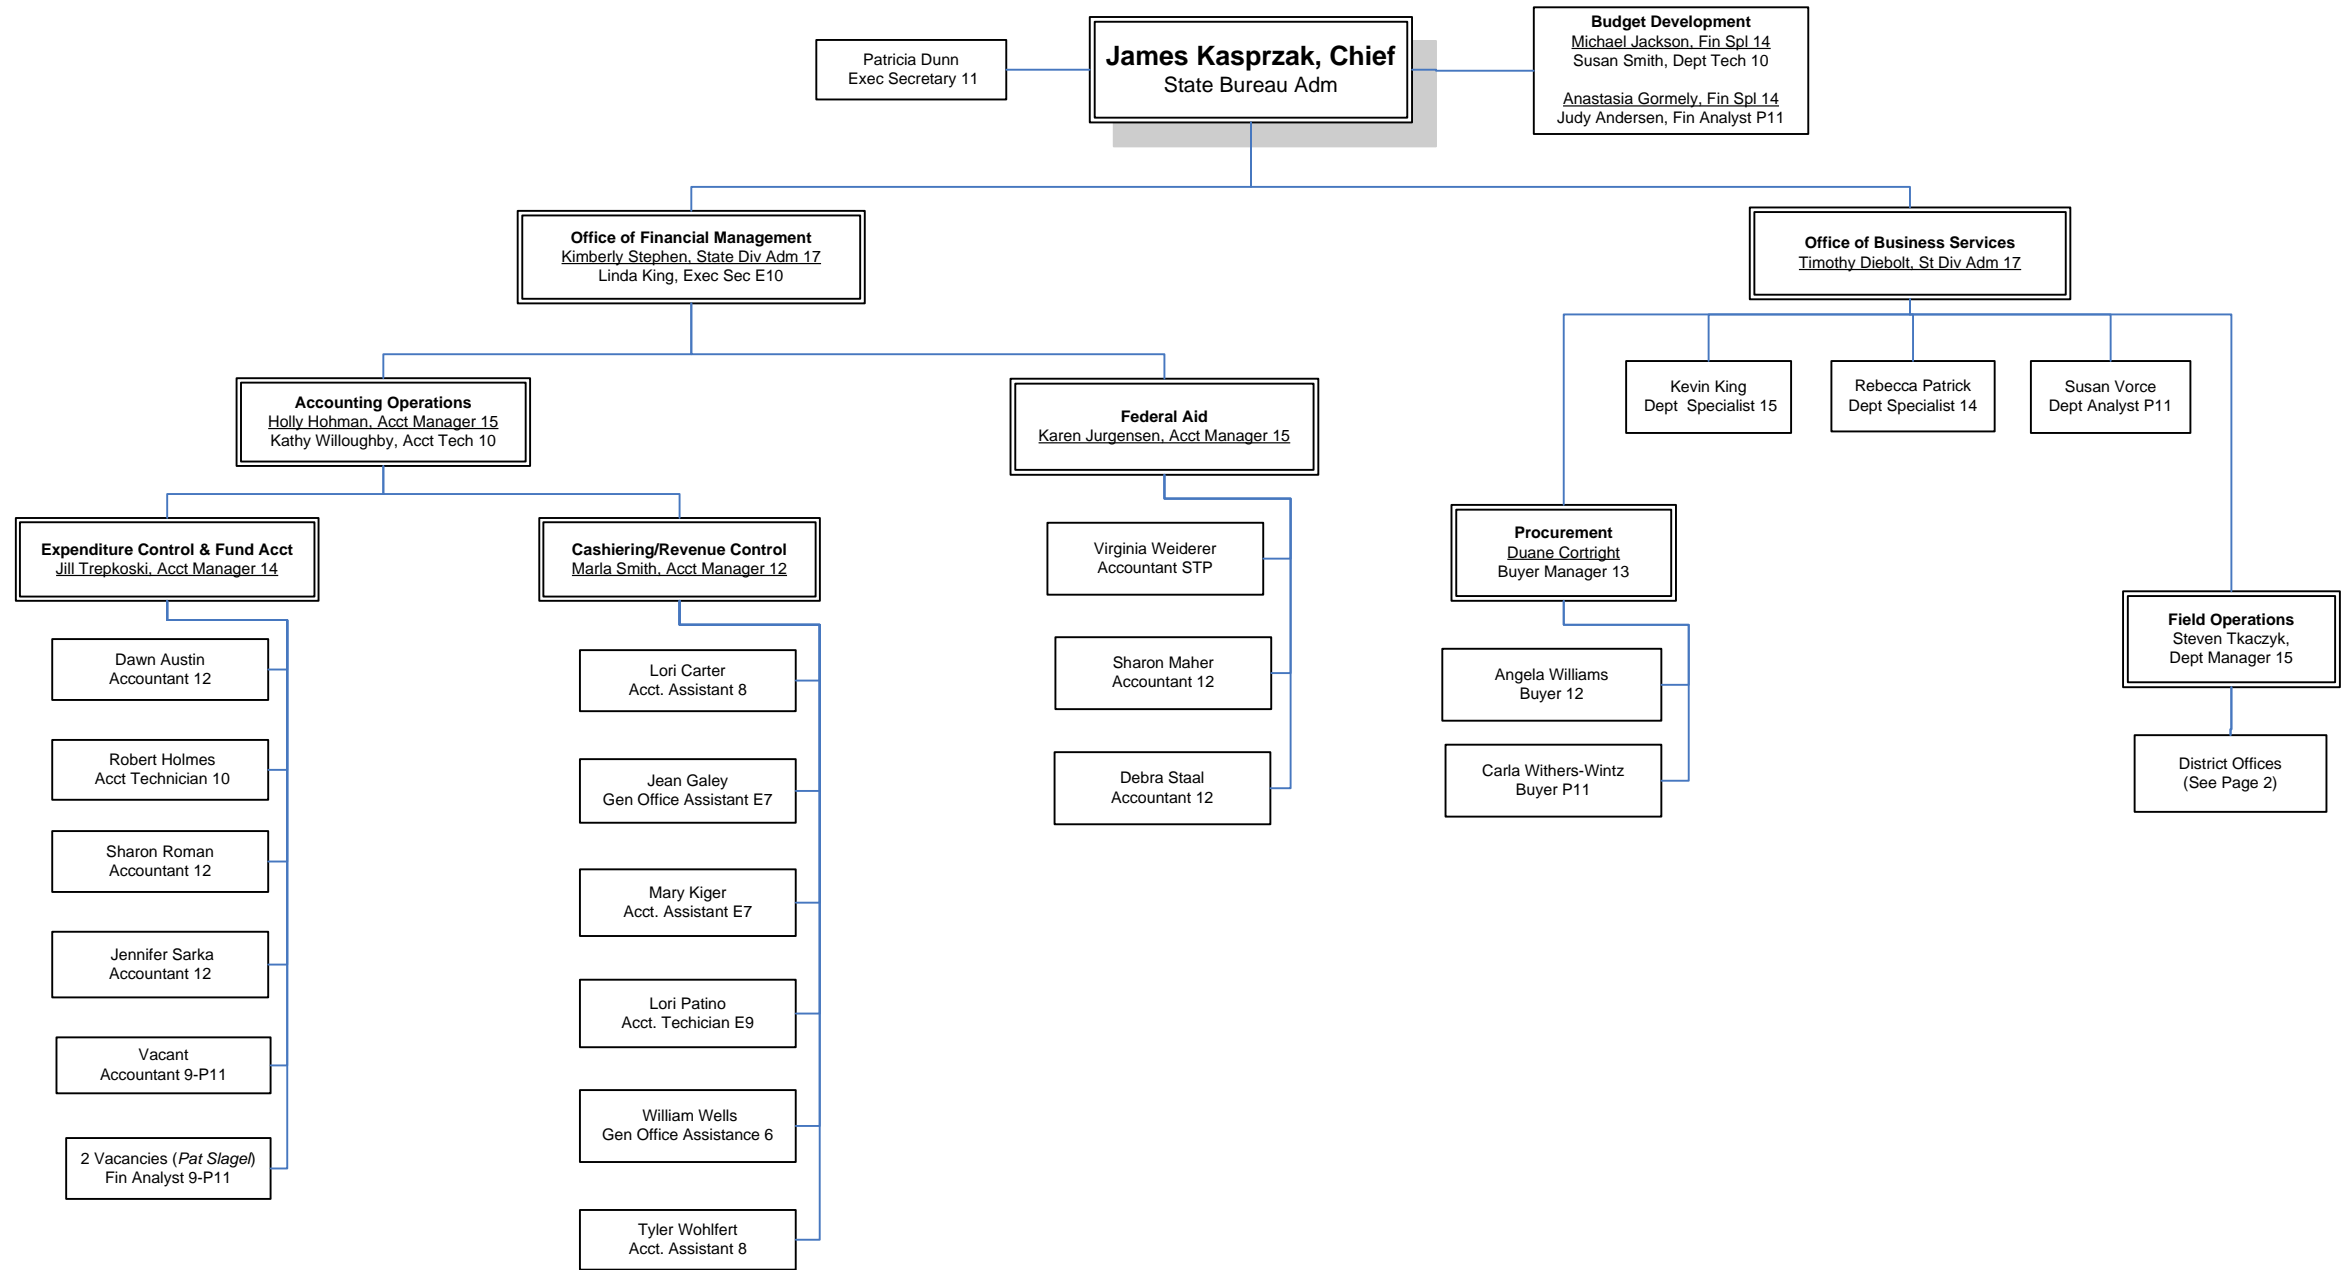 Patricia Dunn
Exec Secretary 11
James Kasprzak, Chief
State Bureau Adm
Budget Development
Michael Jackson, Fin Spl 14
Susan Smith, Dept Tech 10
Anastasia Gormely, Fin Spl 14
Judy Andersen, Fin Analyst P11
Office of Financial Management
Kimberly Stephen, State Div Adm 17
Linda King, Exec Sec E10
Office of Business Services
Timothy Diebolt, St Div Adm 17
Accounting Operations
Holly Hohman, Acct Manager 15
Kathy Willoughby, Acct Tech 10
Federal Aid
Karen Jurgensen, Acct Manager 15
Kevin King
Dept  Specialist 15
Rebecca Patrick
Dept Specialist 14
Susan Vorce
Dept Analyst P11
Expenditure Control & Fund Acct
Jill Trepkoski, Acct Manager 14
Cashiering/Revenue Control
Marla Smith, Acct Manager 12
Virginia Weiderer
Accountant STP
Sharon Maher
Accountant 12
Debra Staal
Accountant 12
Procurement
Duane Cortright
Buyer Manager 13
Angela Williams
Buyer 12
Carla Withers-Wintz
Buyer P11
Field Operations
Steven Tkaczyk,
Dept Manager 15
District Offices
(See Page 2)
Dawn Austin
Accountant 12
Robert Holmes
Acct Technician 10
Sharon Roman
Accountant 12
Jennifer Sarka
Accountant 12
Vacant
Accountant 9-P11
2 Vacancies (Pat Slagel)
Fin Analyst 9-P11
Lori Carter
Acct. Assistant 8
Jean Galey
Gen Office Assistant E7
Mary Kiger
Acct. Assistant E7
Lori Patino
Acct. Techician E9
William Wells
Gen Office Assistance 6
Tyler Wohlfert
Acct. Assistant 8